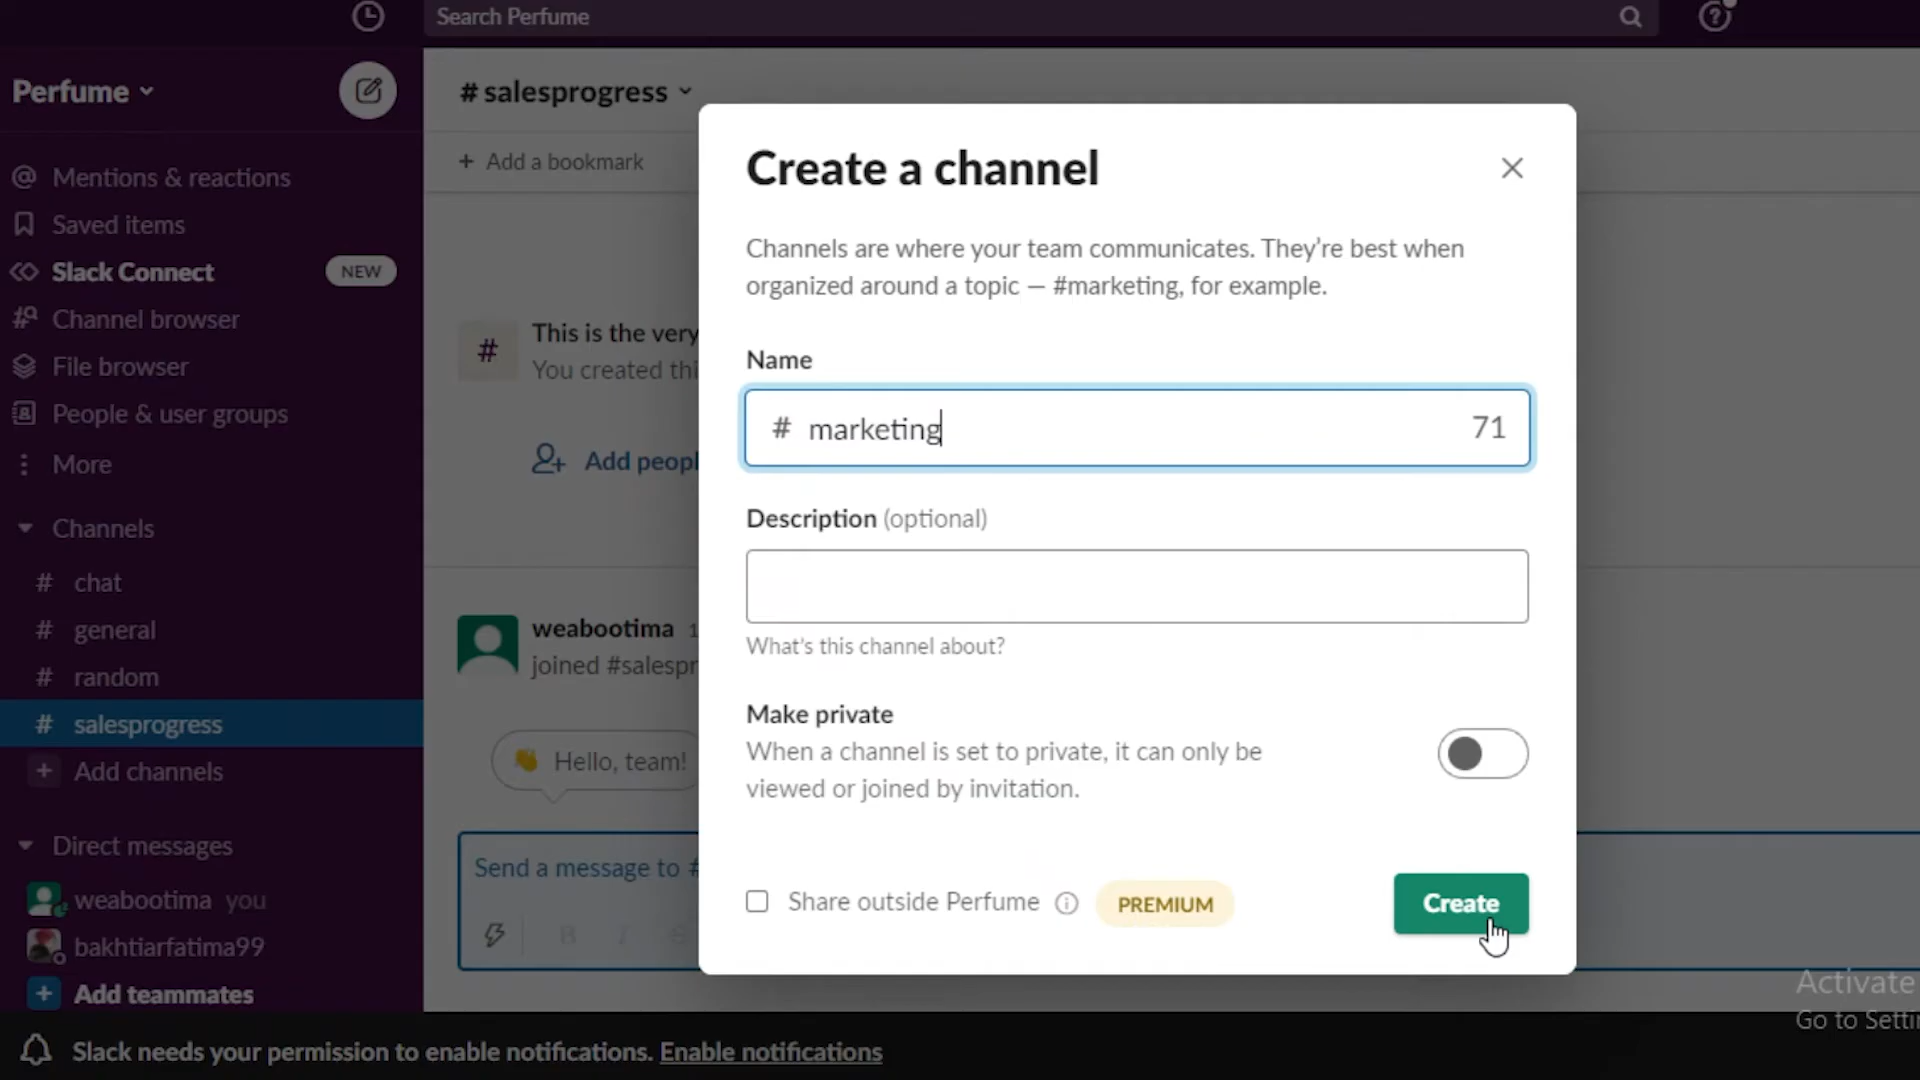 Search Perfume
Perfume
# salesprogress
+ Add a bookmark
Mentions & reactions
Saved items
Slack Connect NEW
Channel browser
File browser
People & user groups
More
Channels
# chat
# general
# random
# salesprogress
+ Add channels
Direct messages
weabootima you
bakhtiarfatima99
+ Add teammates
# This is the very
You created thi
Add peopl
weabootima 1
joined #salespr
Hello, team!
Send a message to #
B I S
Create a channel
Channels are where your team communicates. They’re best when
organized around a topic — #marketing, for example.
Name
# marketing 71
Description (optional)
What's this channel about?
Make private
When a channel is set to private, it can only be
viewed or joined by invitation.
Share outside Perfume PREMIUM
Create
Activate
Go to Setti
Slack needs your permission to enable notifications. Enable notifications